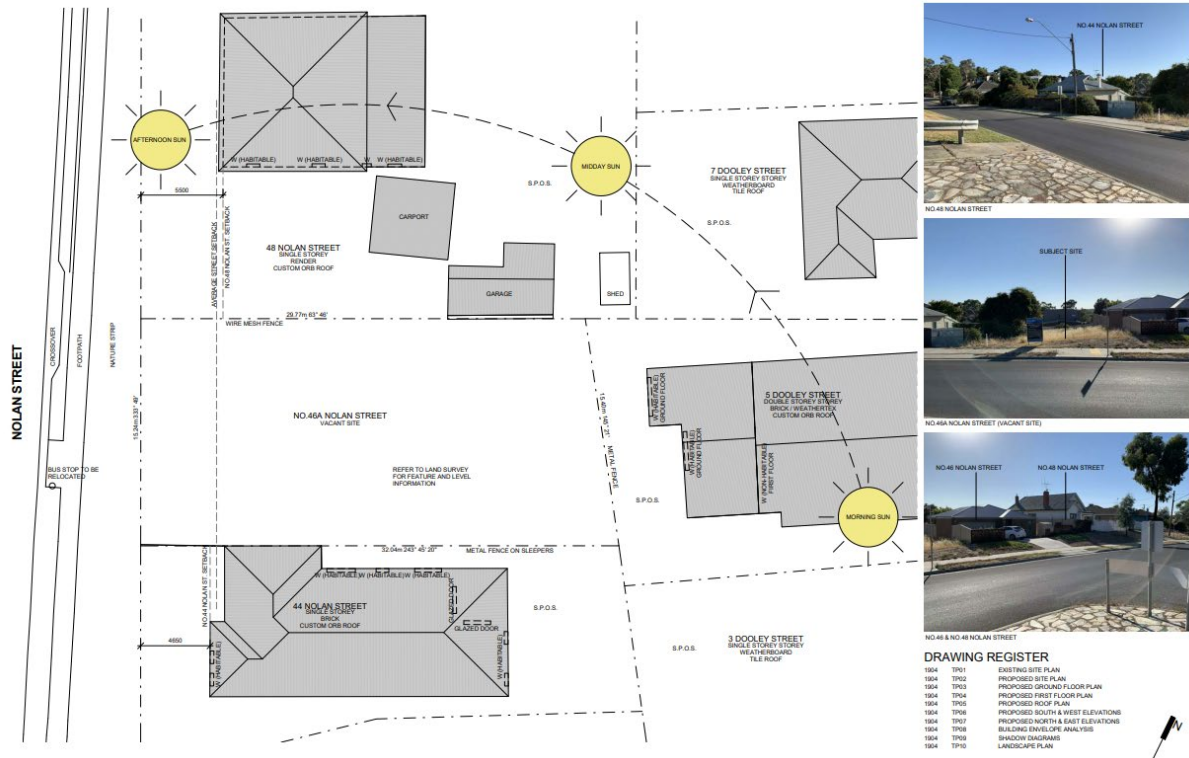 NOLAN STREET
CROSSOVER
FOOTPATH
NATURE STRIP
BUS STOP TO BE
RELOCATED
AFTERNOON SUN
5500
AVERAGE STREET SETBACK
NO.48 NOLAN ST. SETBACK
W (HABITABLE)
W (HABITABLE)
W
W (HABITABLE)
CARPORT
48 NOLAN STREET
SINGLE STOREY
RENDER
CUSTOM ORB ROOF
GARAGE
SHED
S.P.O.S.
MIDDAY SUN
7 DOOLEY STREET
SINGLE STOREY STOREY
WEATHERBOARD
TILE ROOF
S.P.O.S.
29.77m 63° 46'
WIRE MESH FENCE
NO.46A NOLAN STREET
VACANT SITE
REFER TO LAND SURVEY
FOR FEATURE AND LEVEL
INFORMATION
METAL FENCE
W (HABITABLE)
GROUND FLOOR
W (HABITABLE)
GROUND FLOOR
W (NON-HABITABLE)
FIRST FLOOR
5 DOOLEY STREET
DOUBLE STOREY STOREY
BRICK / WEATHERTEX
CUSTOM ORB ROOF
S.P.O.S.
MORNING SUN
32.04m 243° 45' 20"
METAL FENCE ON SLEEPERS
NO.44 NOLAN ST. SETBACK
4650
W (HABITABLE)
W (HABITABLE)
W (HABITABLE)
W (HABITABLE)
44 NOLAN STREET
SINGLE STOREY
BRICK
CUSTOM ORB ROOF
GLAZED DOOR
GLAZED DOOR
W (HABITABLE)
S.P.O.S.
S.P.O.S.
3 DOOLEY STREET
SINGLE STOREY STOREY
WEATHERBOARD
TILE ROOF
NO.44 NOLAN STREET
NO.48 NOLAN STREET
SUBJECT SITE
NO.46A NOLAN STREET (VACANT SITE)
NO.46 NOLAN STREET
NO.48 NOLAN STREET
NO.46 & NO.48 NOLAN STREET
DRAWING REGISTER
1904 TP01 EXISTING SITE PLAN
1904 TP02 PROPOSED SITE PLAN
1904 TP03 PROPOSED GROUND FLOOR PLAN
1904 TP04 PROPOSED FIRST FLOOR PLAN
1904 TP05 PROPOSED ROOF PLAN
1904 TP06 PROPOSED SOUTH & WEST ELEVATIONS
1904 TP07 PROPOSED NORTH & EAST ELEVATIONS
1904 TP08 BUILDING ENVELOPE ANALYSIS
1904 TP09 SHADOW DIAGRAMS
1904 TP10 LANDSCAPE PLAN
N